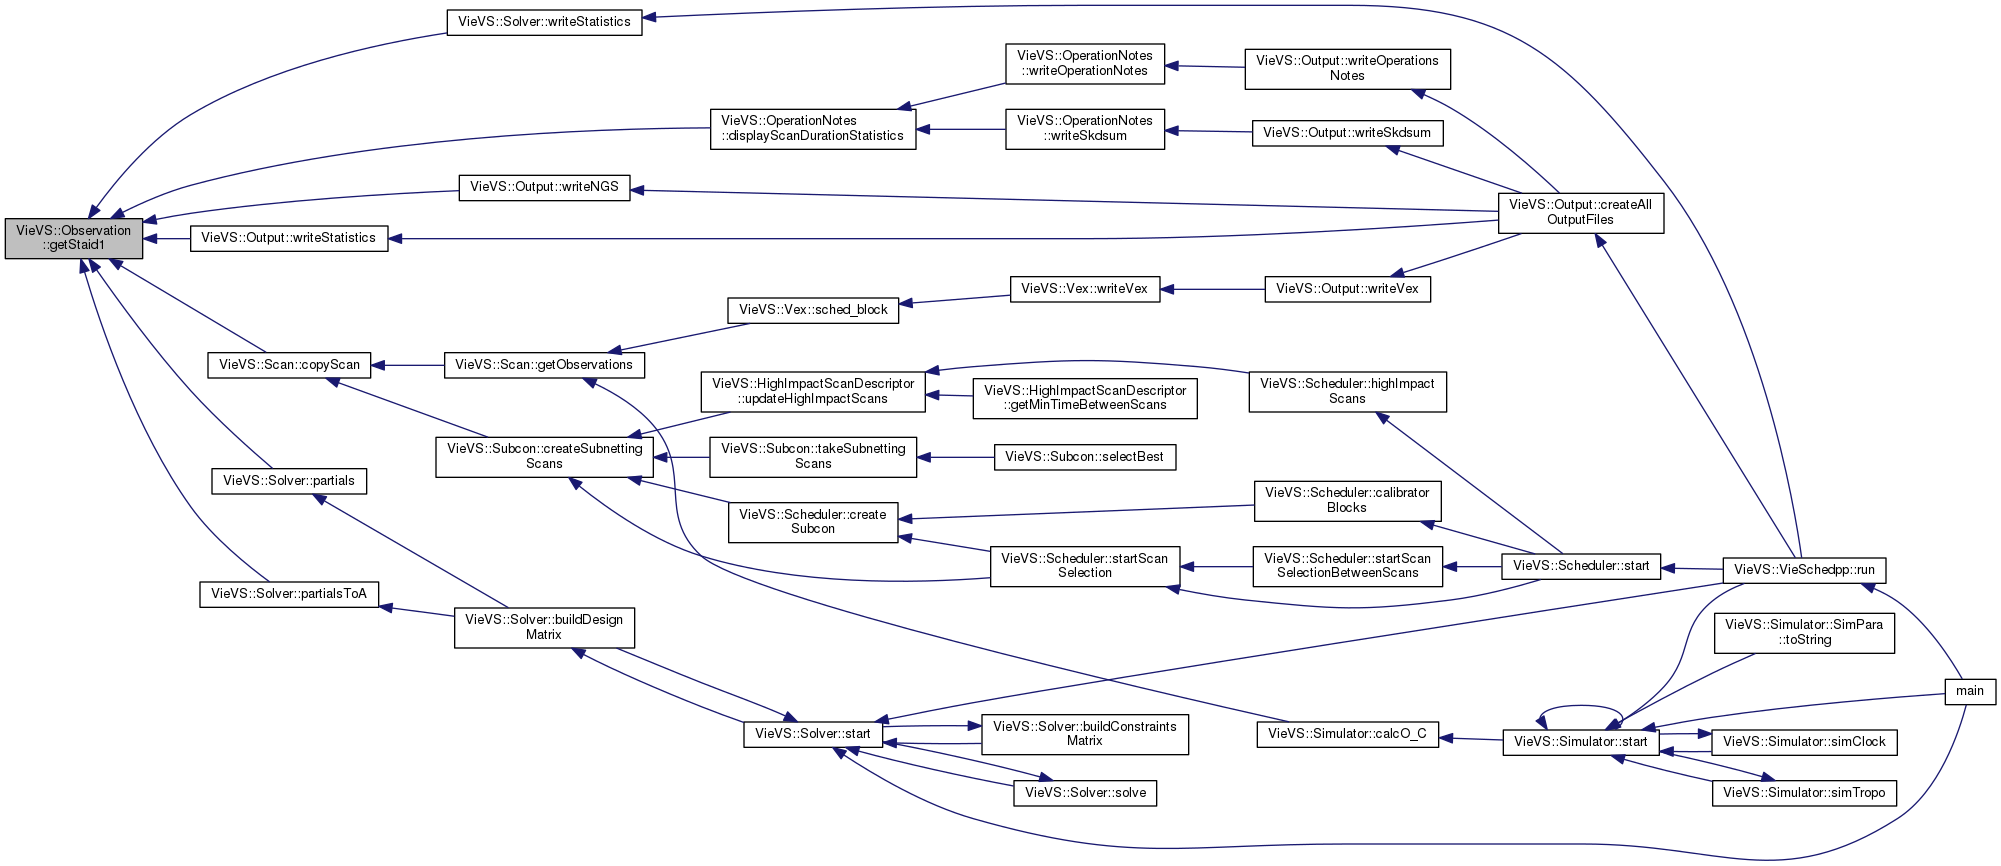 VieVS::Solver::writeStatistics
VieVS::OperationNotes
::writeOperationNotes
VieVS::Output::writeOperations
Notes
VieVS::OperationNotes
::displayScanDurationStatistics
VieVS::OperationNotes
::writeSkdsum
VieVS::Output::writeSkdsum
VieVS::Output::writeNGS
VieVS::Output::createAll
OutputFiles
VieVS::Observation
::getStaid1
VieVS::Output::writeStatistics
VieVS::Vex::sched_block
VieVS::Vex::writeVex
VieVS::Output::writeVex
VieVS::Scan::copyScan
VieVS::Scan::getObservations
VieVS::HighImpactScanDescriptor
::updateHighImpactScans
VieVS::HighImpactScanDescriptor
::getMinTimeBetweenScans
VieVS::Scheduler::highImpact
Scans
VieVS::Subcon::createSubnetting
Scans
VieVS::Subcon::takeSubnetting
Scans
VieVS::Subcon::selectBest
VieVS::Solver::partials
VieVS::Scheduler::create
Subcon
VieVS::Scheduler::calibrator
Blocks
VieVS::Scheduler::startScan
Selection
VieVS::Scheduler::startScan
SelectionBetweenScans
VieVS::Scheduler::start
VieVS::VieSchedpp::run
VieVS::Solver::partialsToA
VieVS::Solver::buildDesign
Matrix
VieVS::Simulator::SimPara
::toString
main
VieVS::Solver::start
VieVS::Solver::buildConstraints
Matrix
VieVS::Simulator::calcO_C
VieVS::Simulator::start
VieVS::Simulator::simClock
VieVS::Solver::solve
VieVS::Simulator::simTropo